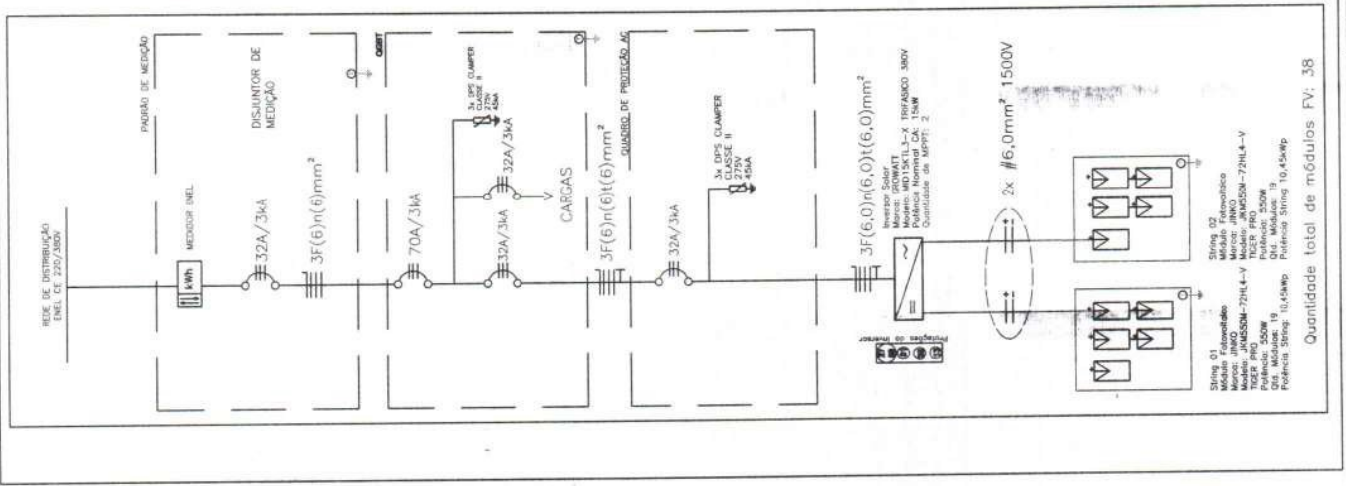 REDE DE DISTRIBUIÇÃO
ENEL CE 220/380V
PADRÃO DE MEDIÇÃO
MEDIDOR ENEL
kWh
DISJUNTOR DE
MEDIÇÃO
32A/3kA
3F(6)n(6)mm²
QGBT
70A/3kA
3x DPS CLAMPER
CLASSE II
275V
45kA
32A/3kA
32A/3kA
CARGAS
3F(6)n(6)t(6)mm²
QUADRO DE PROTEÇÃO AC
32A/3kA
3x DPS CLAMPER
CLASSE II
275V
45kA
3F(6,0)n(6,0)t(6,0)mm²
Inversor Solar
Marca: GROWATT
Modelo: MID15KTL3-X TRIFASICO 380V
Potência Nominal CA: 15kW
Quantidade de MPPT: 2
Proteções do Inversor
2x #6,0mm² 1500V
String 01
Módulo Fotovoltaico
Marca: JINKO
Modelo: JKM550M-72HL4-V
TIGER PRO
Potência: 550W
Qtd. Módulos: 19
Potência String: 10,45kWp
String 02
Módulo Fotovoltaico
Marca: JINKO
Modelo: JKM550M-72HL4-V
TIGER PRO
Potência: 550W
Qtd. Módulos: 19
Potência String 10,45kWp
Quantidade total de módulos FV: 38